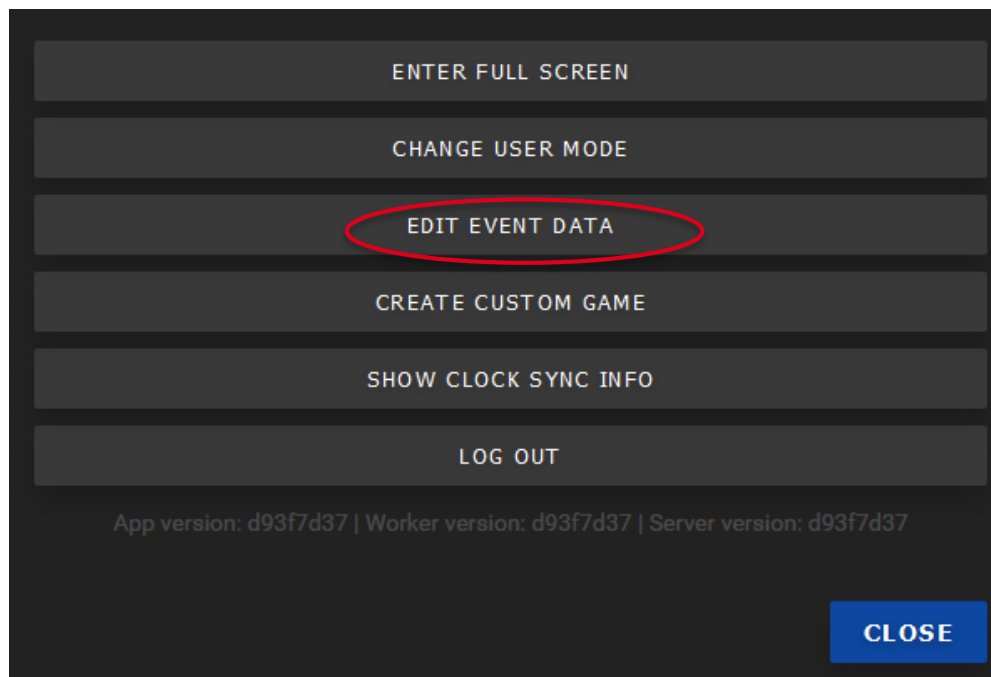 ENTER FULL SCREEN
CHANGE USER MODE
EDIT EVENT DATA
CREATE CUSTOM GAME
SHOW CLOCK SYNC INFO
LOG OUT
App version: d93f7d37 | Worker version: d93f7d37 | Server version: d93f7d37
CLOSE